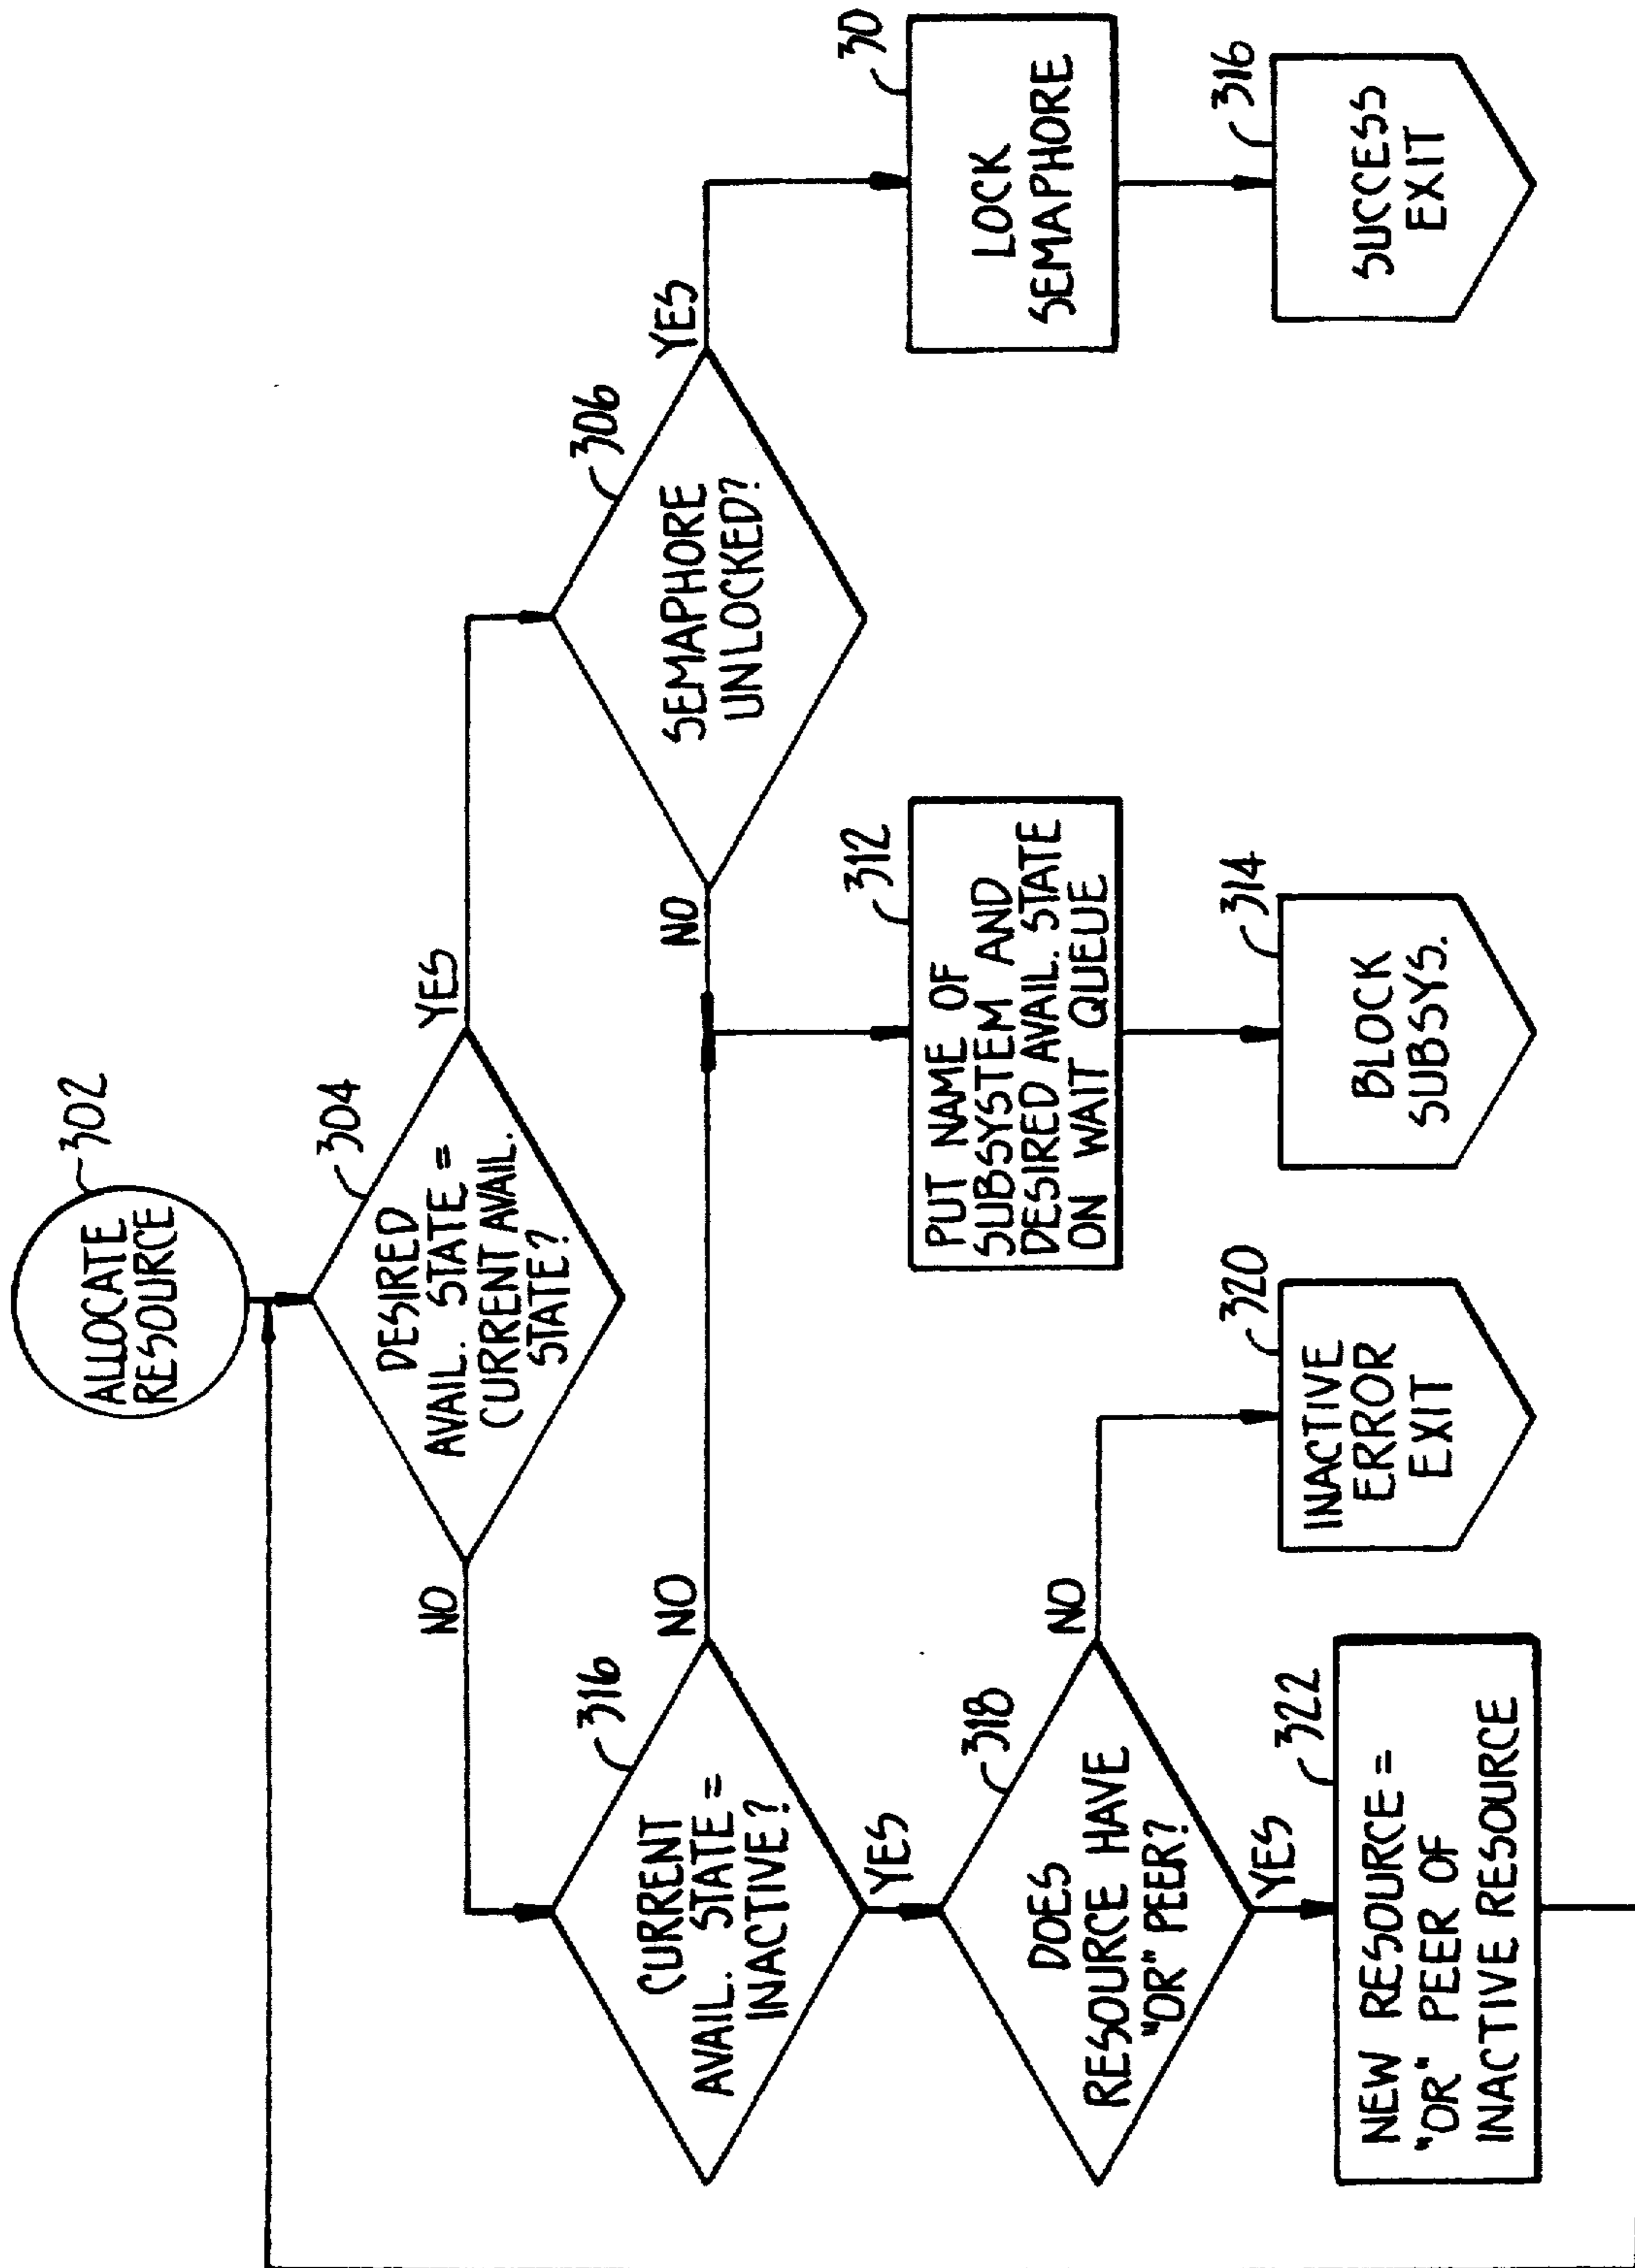 ALLOCATE
RESOURCE
302
DESIRED
AVAIL. STATE =
CURRENT AVAIL.
STATE?
304
NO
YES
CURRENT
AVAIL. STATE =
INACTIVE?
316
NO
YES
SEMAPHORE
UNLOCKED?
306
NO
YES
DOES
RESOURCE HAVE
"OR" PEER?
318
NO
YES
PUT NAME OF
SUBSYSTEM AND
DESIRED AVAIL. STATE
ON WAIT QUEUE
312
LOCK
SEMAPHORE
30
NEW RESOURCE =
"OR" PEER OF
INACTIVE RESOURCE
322
INACTIVE
ERROR
EXIT
320
BLOCK
SUBSYS.
314
SUCCESS
EXIT
316